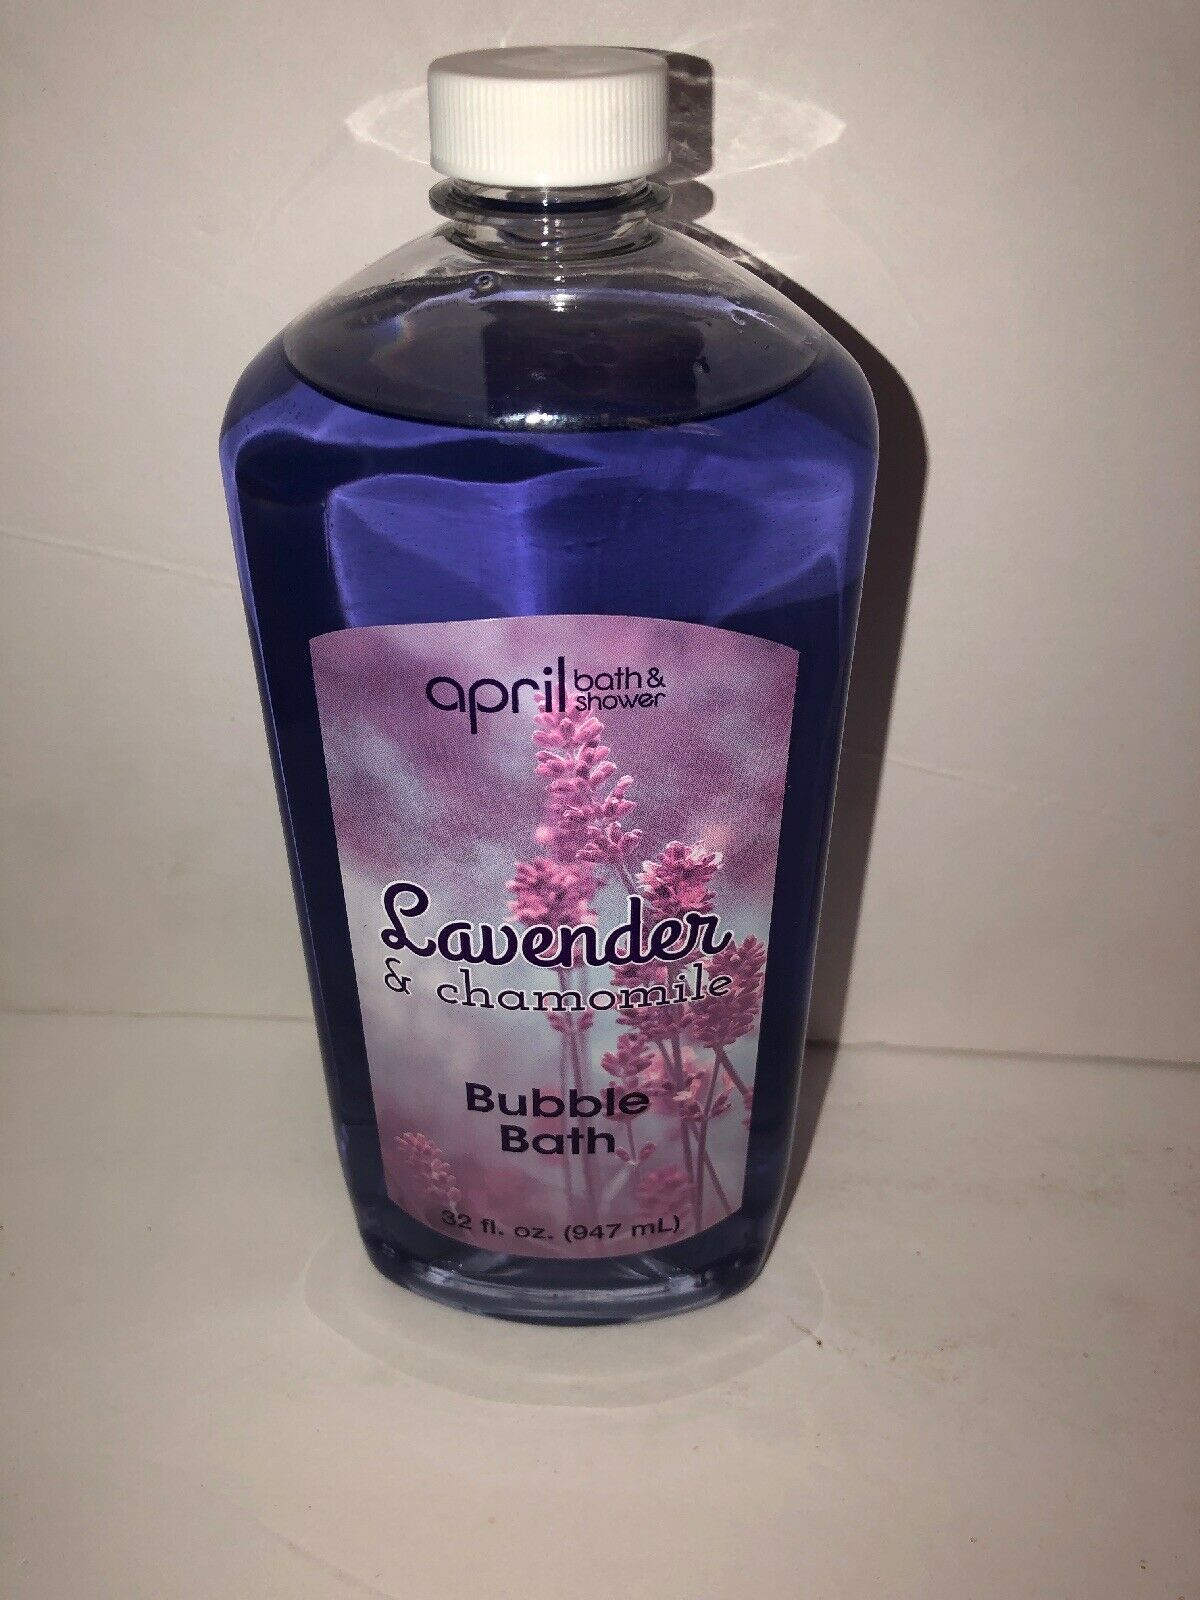 april bath &
shower
Lavender
& chamomile
Bubble
Bath
32 fl. oz. (947 mL)